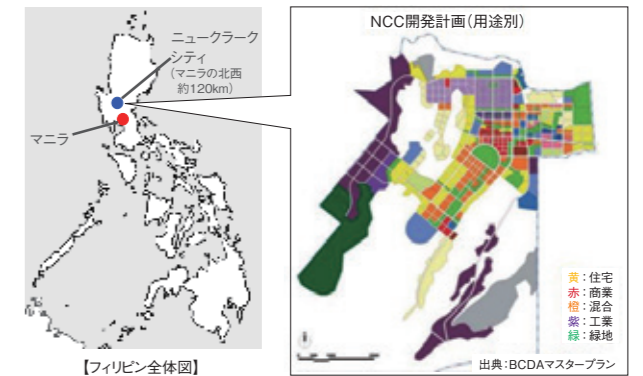 ニュークラーク
シティ
(マニラの北西
約120km)
マニラ
【フィリピン全体図】
NCC開発計画(用途別)
黄：住宅
赤：商業
橙：混合
紫：工業
緑：緑地
出典：BCDAマスタープラン